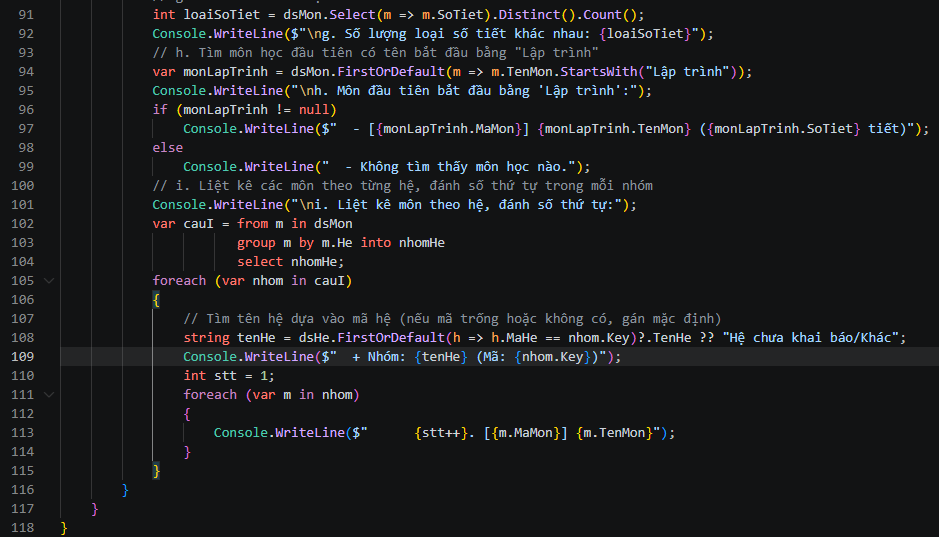 91 int loaiSoTiet = dsMon.Select(m => m.SoTiet).Distinct().Count();
92 Console.WriteLine($"\ng. Số lượng loại số tiết khác nhau: {loaiSoTiet}");
93 // h. Tìm môn học đầu tiên có tên bắt đầu bằng "Lập trình"
94 var monLapTrinh = dsMon.FirstOrDefault(m => m.TenMon.StartsWith("Lập trình"));
95 Console.WriteLine("\nh. Môn đầu tiên bắt đầu bằng 'Lập trình':");
96 if (monLapTrinh != null)
97 Console.WriteLine($"  - [{monLapTrinh.MaMon}] {monLapTrinh.TenMon} ({monLapTrinh.SoTiet} tiết)");
98 else
99 Console.WriteLine("  - Không tìm thấy môn học nào.");
100 // i. Liệt kê các môn theo từng hệ, đánh số thứ tự trong mỗi nhóm
101 Console.WriteLine("\ni. Liệt kê môn theo hệ, đánh số thứ tự:");
102 var cauI = from m in dsMon
103 group m by m.He into nhomHe
104 select nhomHe;
105 foreach (var nhom in cauI)
106 {
107 // Tìm tên hệ dựa vào mã hệ (nếu mã trống hoặc không có, gán mặc định)
108 string tenHe = dsHe.FirstOrDefault(h => h.MaHe == nhom.Key)?.TenHe ?? "Hệ chưa khai báo/Khác";
109 Console.WriteLine($"  + Nhóm: {tenHe} (Mã: {nhom.Key})");
110 int stt = 1;
111 foreach (var m in nhom)
112 {
113 Console.WriteLine($"      {stt++}. [{m.MaMon}] {m.TenMon}");
114 }
115 }
116 }
117 }
118 }